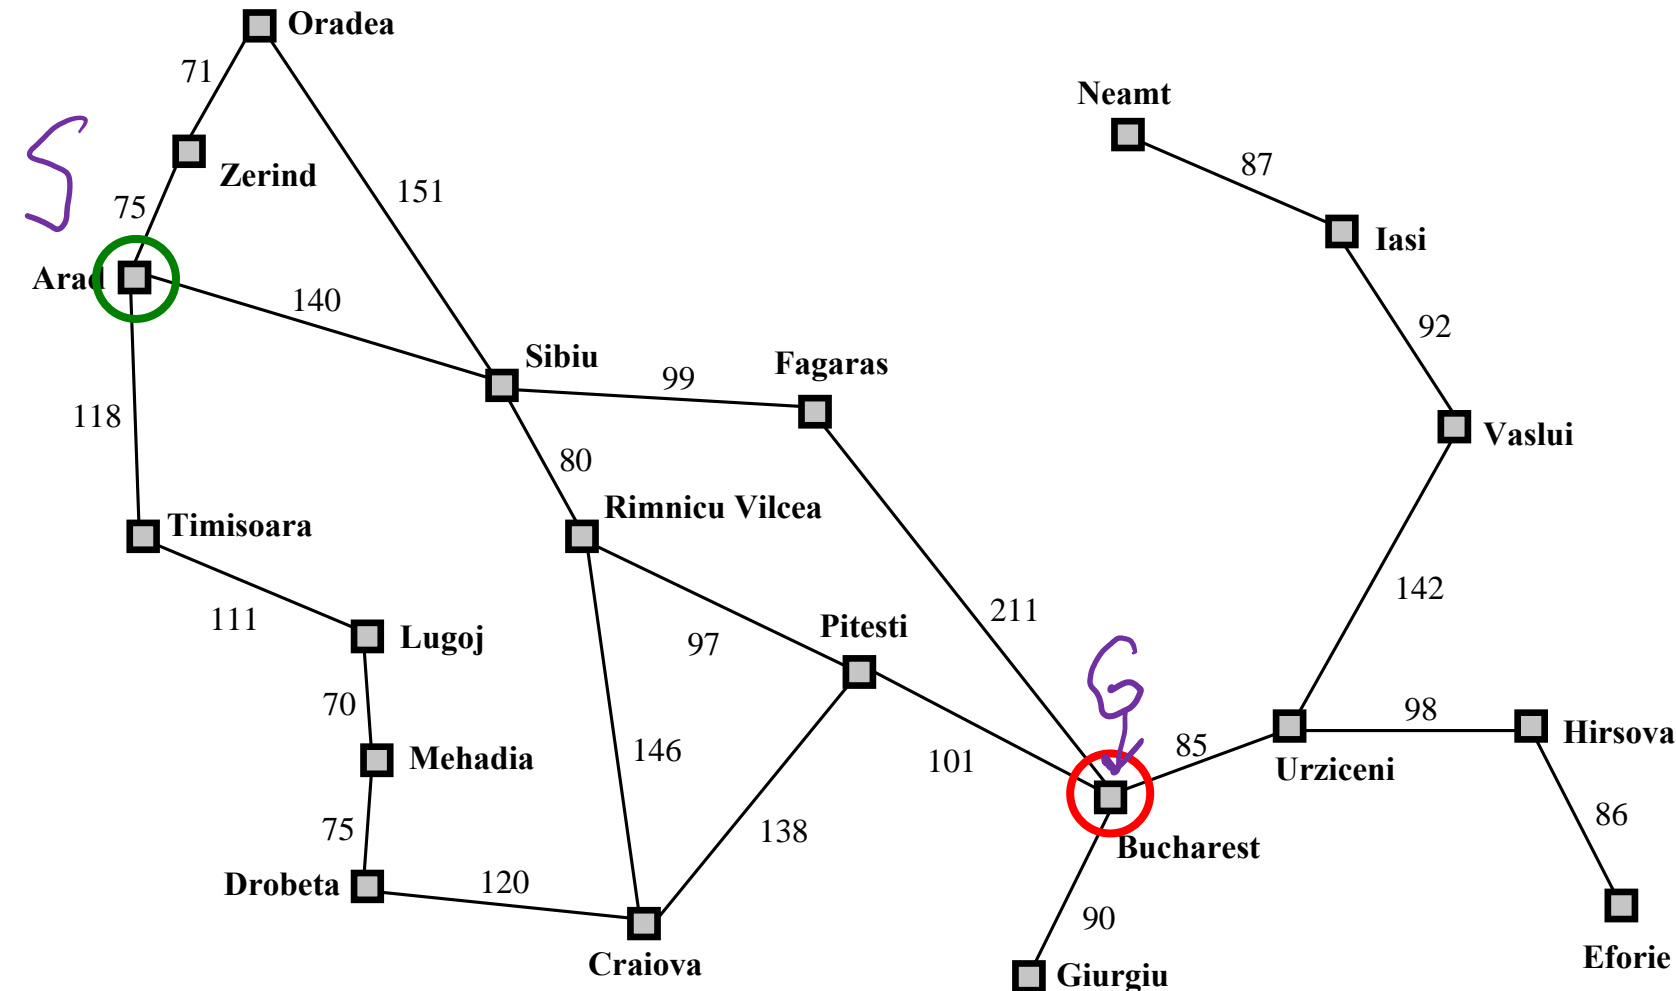 Oradea
71
Neamt
87
S
Zerind
151
75
Iasi
Arad
140
92
Sibiu
Fagaras
99
118
Vaslui
80
Rimnicu Vilcea
Timisoara
142
211
111
Lugoj
97
Pitesti
G
70
98
Hirsova
146
85
Mehadia
101
Urziceni
75
138
86
Bucharest
Drobeta
120
90
Craiova
Eforie
Giurgiu